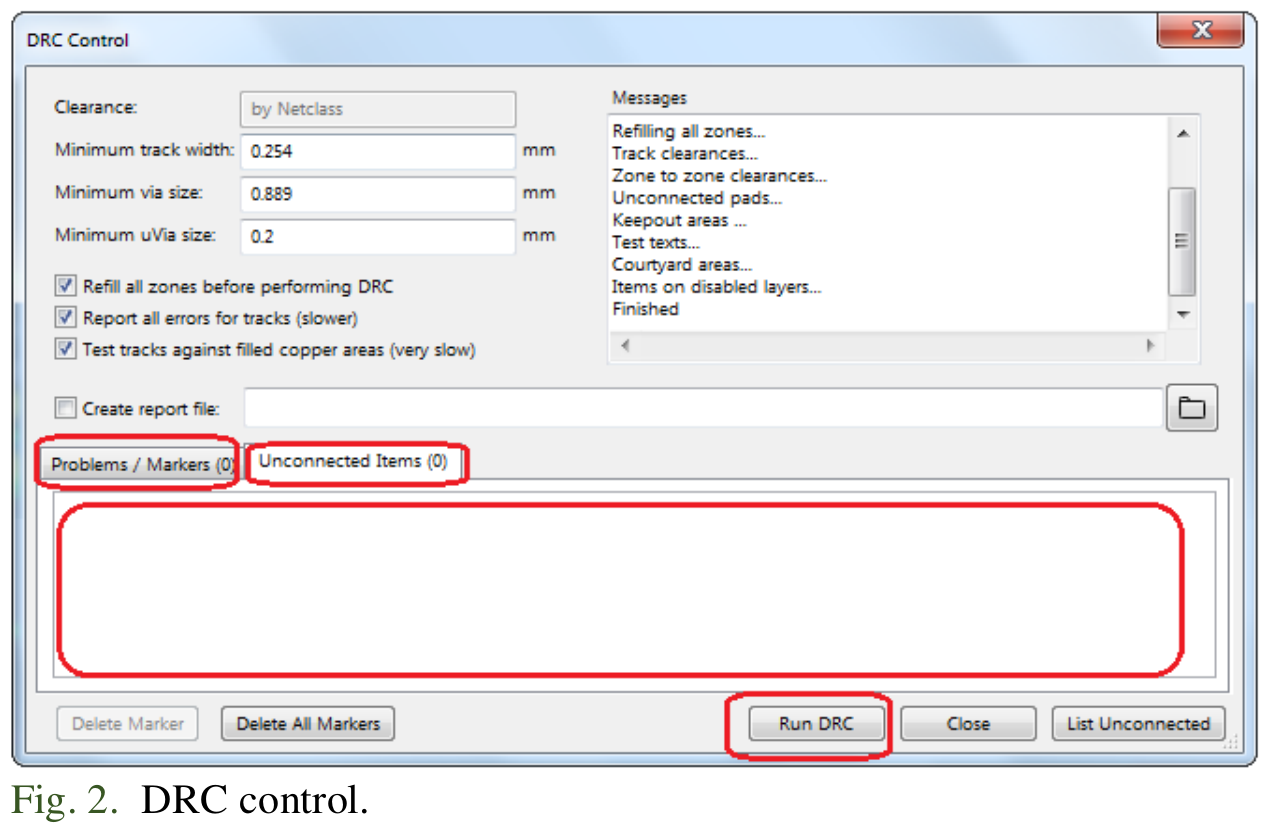 DRC Control
Clearance:
by Netclass
Minimum track width:
0.254
mm
Minimum via size:
0.889
mm
Minimum uVia size:
0.2
mm
Refill all zones before performing DRC
Report all errors for tracks (slower)
Test tracks against filled copper areas (very slow)
Messages
Refilling all zones...
Track clearances...
Zone to zone clearances...
Unconnected pads...
Keepout areas ...
Test texts...
Courtyard areas...
Items on disabled layers...
Finished
Create report file:
Problems / Markers (0)
Unconnected Items (0)
Delete Marker
Delete All Markers
Run DRC
Close
List Unconnected
Fig. 2. DRC control.